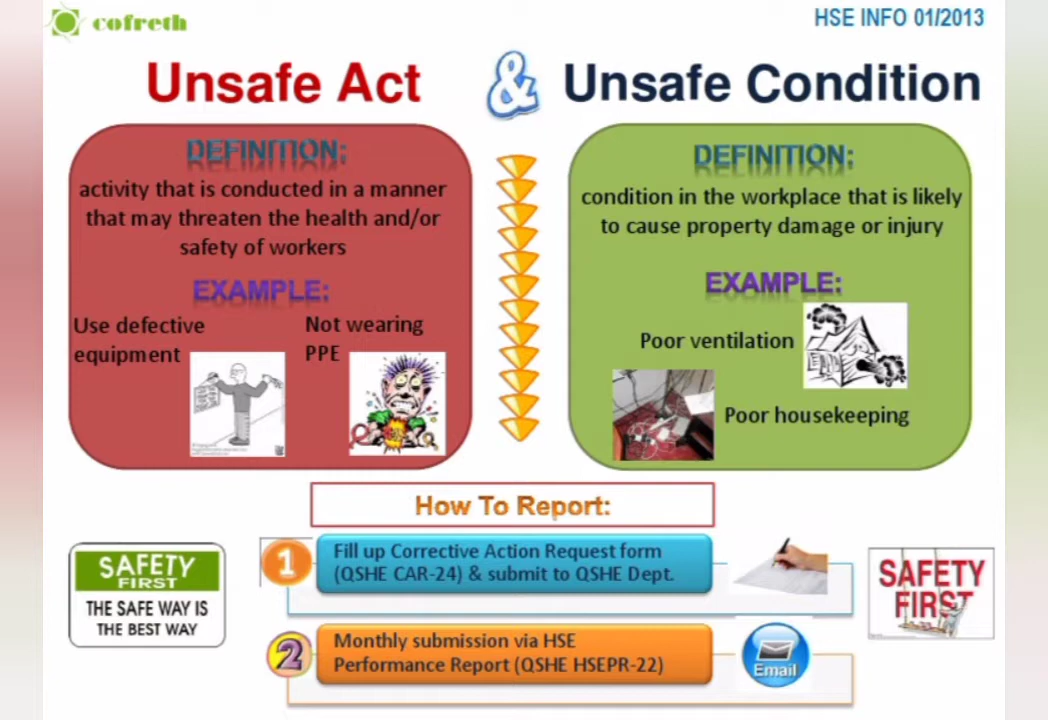 cofreth
HSE INFO 01/2013
Unsafe Act
&
Unsafe Condition
DEFINITION:
activity that is conducted in a manner
that may threaten the health and/or
safety of workers
EXAMPLE:
Use defective
equipment
Not wearing
PPE
DEFINITION:
condition in the workplace that is likely
to cause property damage or injury
EXAMPLE:
Poor ventilation
Poor housekeeping
How To Report:
1
Fill up Corrective Action Request form
(QSHE CAR-24) & submit to QSHE Dept.
2
Monthly submission via HSE
Performance Report (QSHE HSEPR-22)
Email
SAFETY
FIRST
THE SAFE WAY IS
THE BEST WAY
SAFETY
FIRST